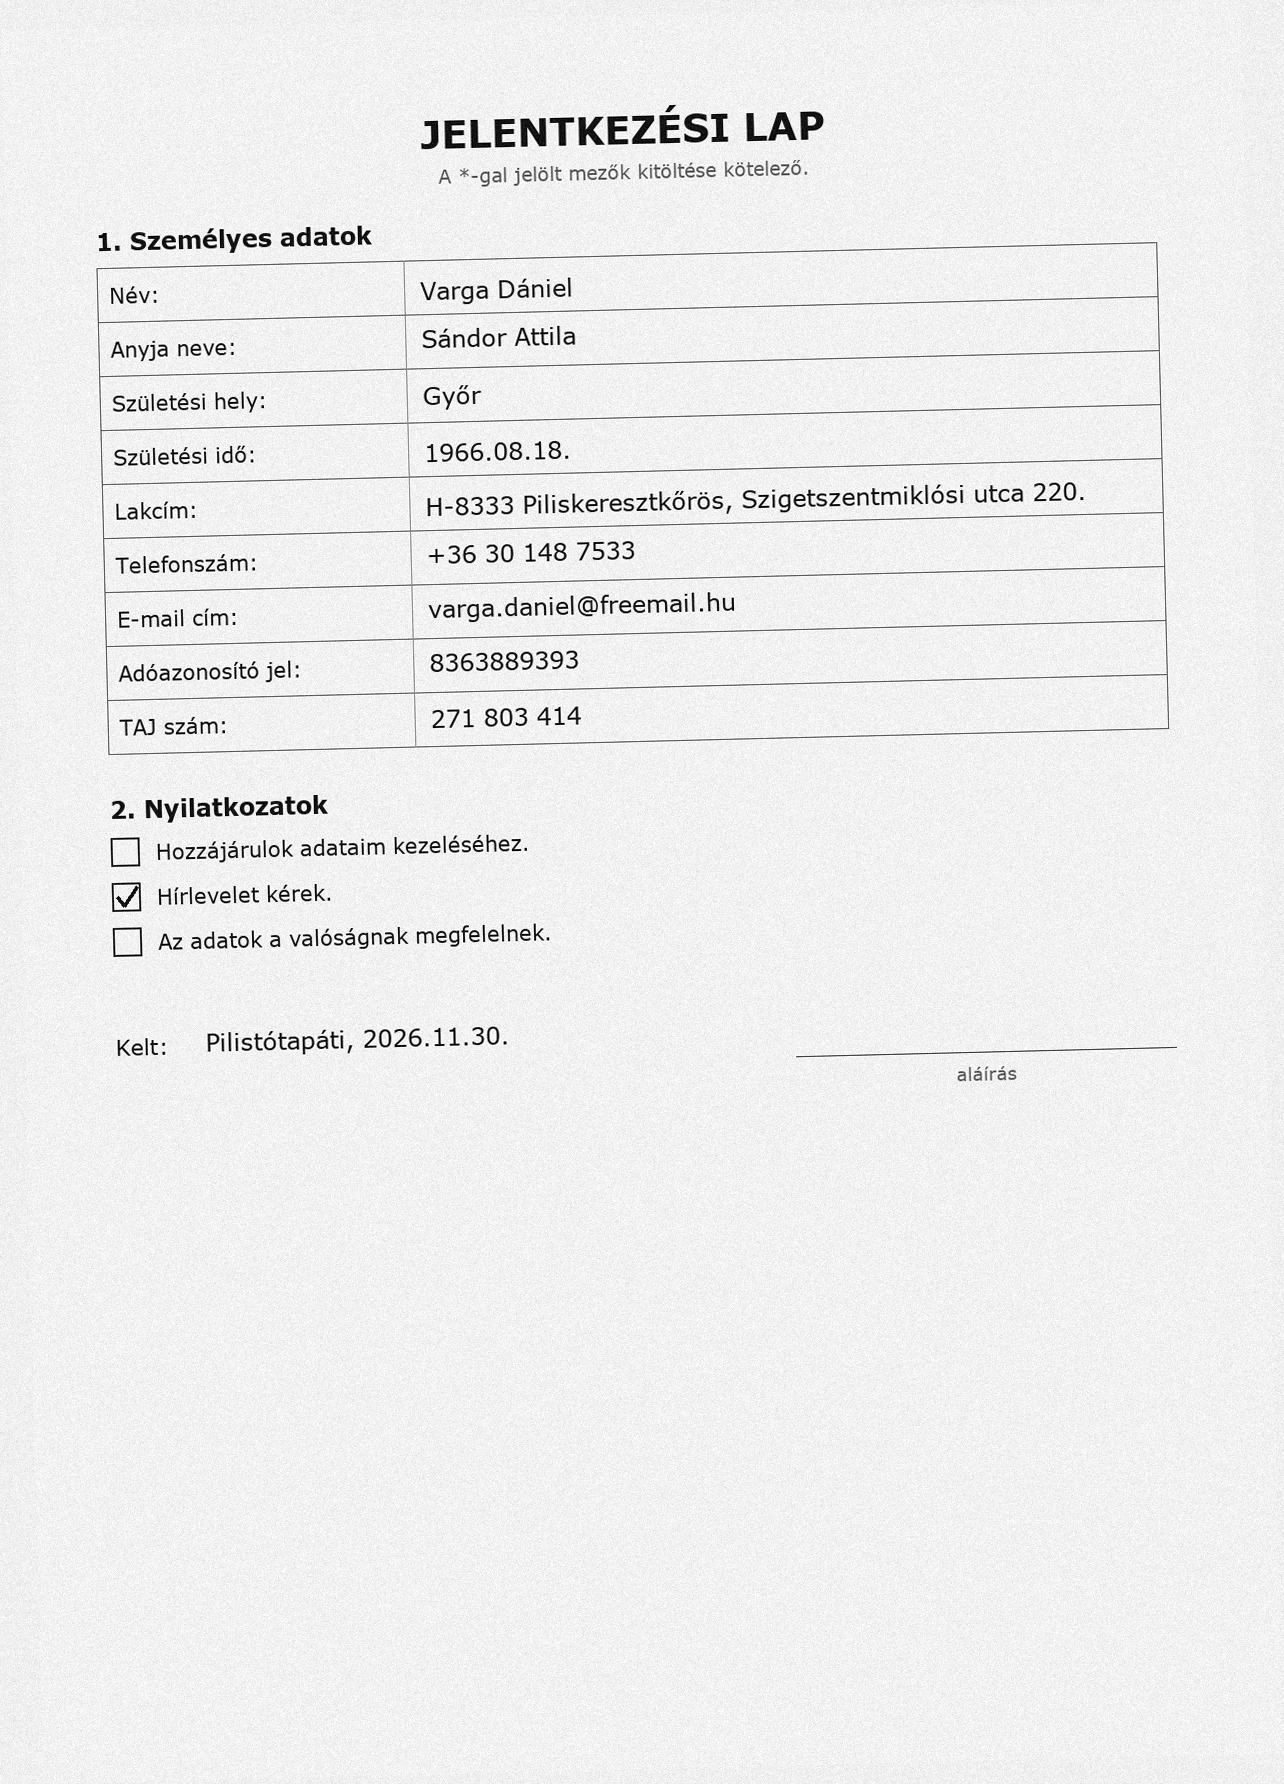 JELENTKEZÉSI LAP
A *-gal jelölt mezők kitöltése kötelező.
1. Személyes adatok
Név: Varga Dániel
Anyja neve: Sándor Attila
Születési hely: Győr
Születési idő: 1966.08.18.
Lakcím: H-8333 Piliskeresztkőrös, Szigetszentmiklósi utca 220.
Telefonszám: +36 30 148 7533
E-mail cím: varga.daniel@freemail.hu
Adóazonosító jel: 8363889393
TAJ szám: 271 803 414
2. Nyilatkozatok
Hozzájárulok adataim kezeléséhez.
Hírlevelet kérek.
Az adatok a valóságnak megfelelnek.
Kelt: Pilistótapáti, 2026.11.30.
aláírás